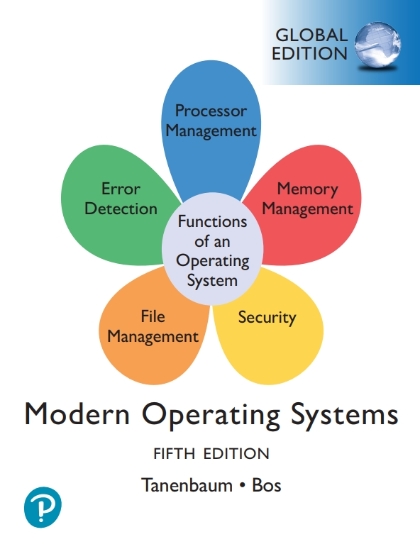 GLOBAL
EDITION
Processor
Management
Error
Detection
Memory
Management
Functions
of an
Operating
System
File
Management
Security
Modern Operating Systems
FIFTH EDITION
Tanenbaum • Bos
P